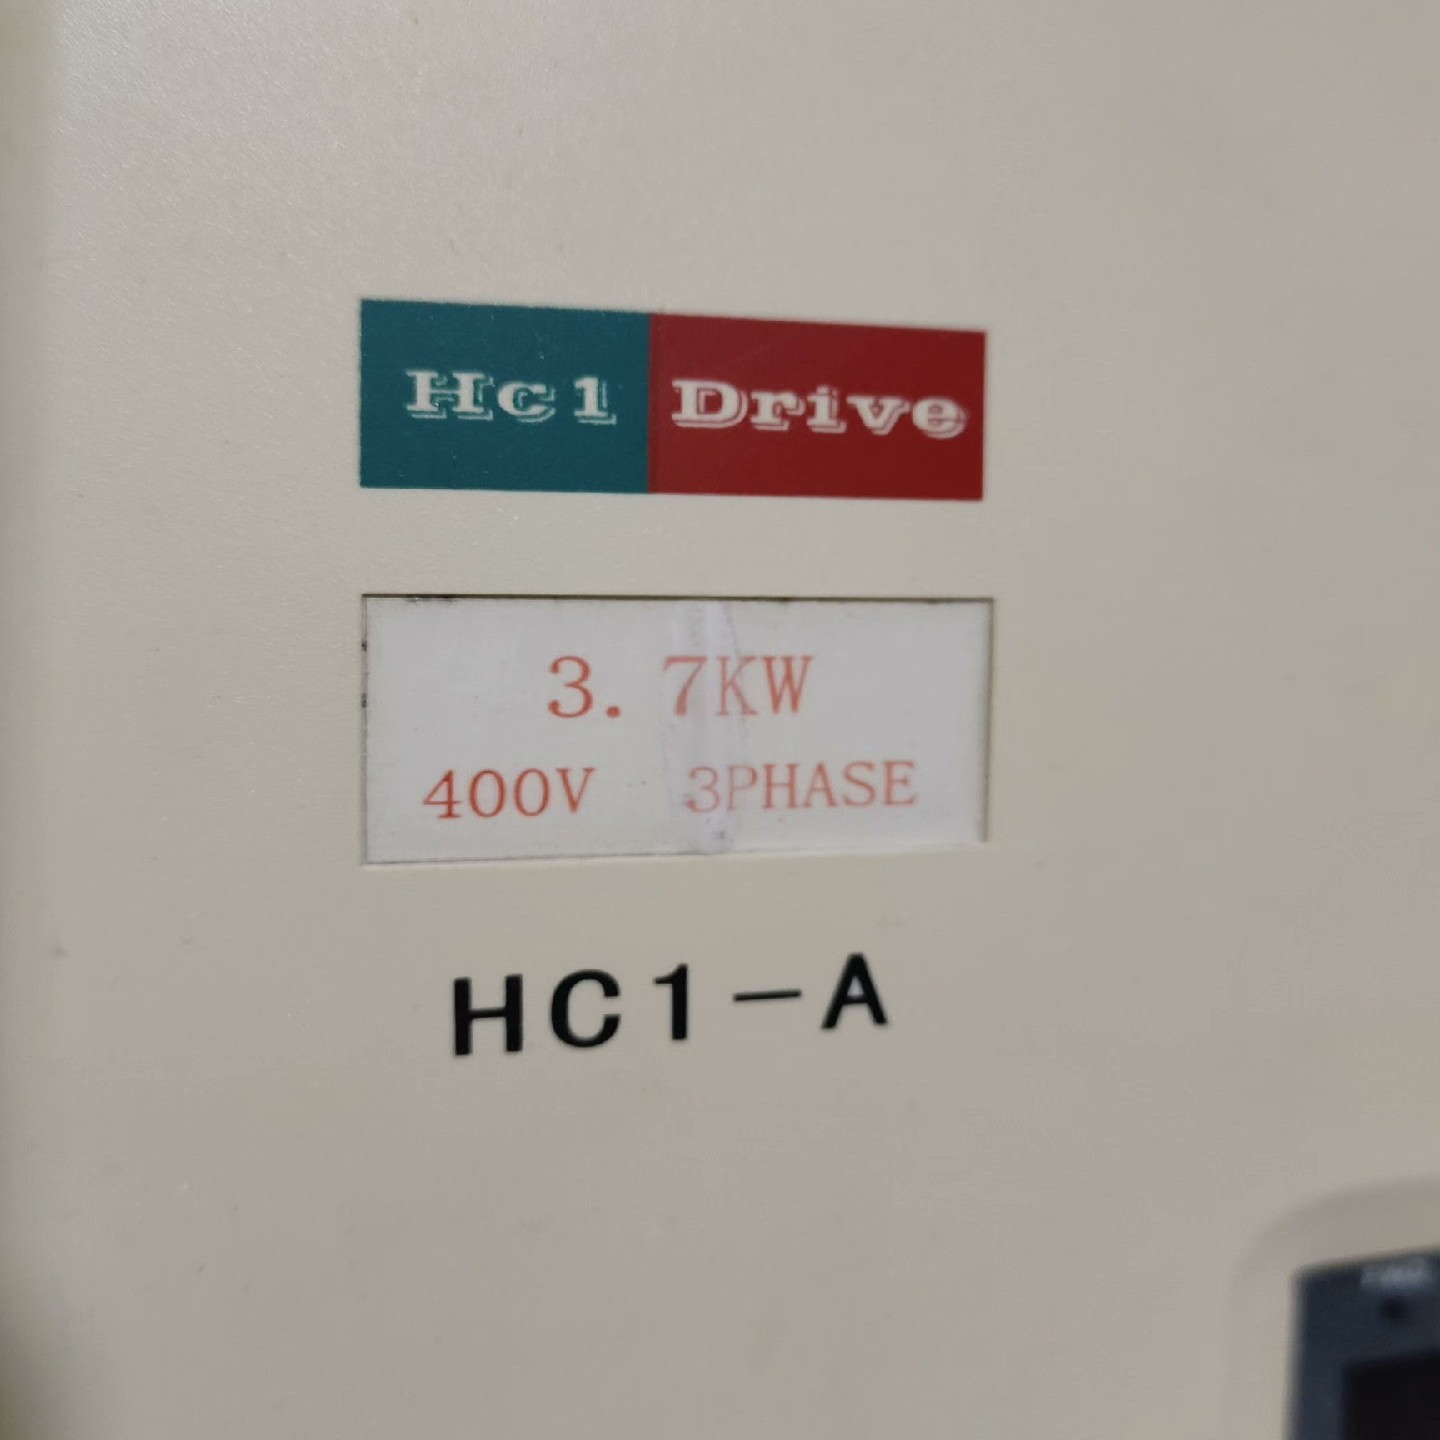 Hc1 Drive
3.7KW
400V 3PHASE
HC1-A